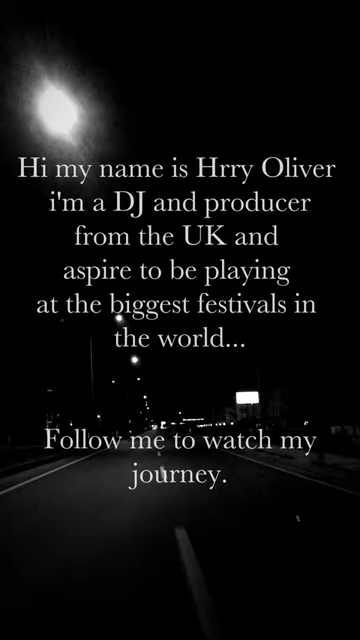 Hi my name is Hrry Oliver
i'm a DJ and producer
from the UK and
aspire to be playing
at the biggest festivals in
the world...
Follow me to watch my
journey.